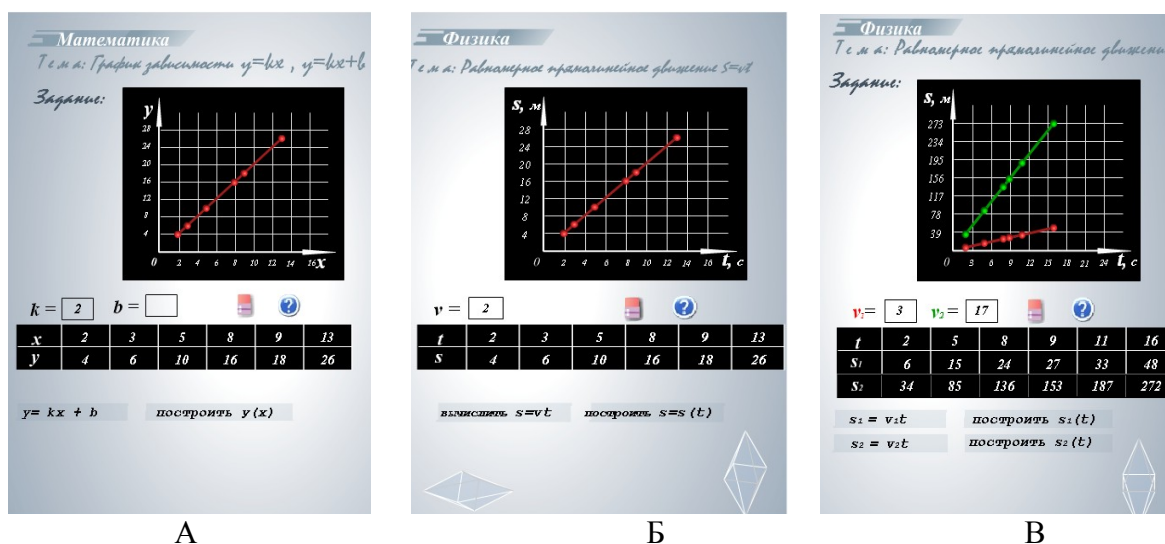 Математика
Тема: График зависимости y=kx , y=kx+b
Задание:
y
28
24
20
16
12
8
4
0 2 4 6 8 10 12 14 16 x
k = 2 b =
x 2 3 5 8 9 13
y 4 6 10 16 18 26
y= kx + b построить y(x)
А
Физика
Тема: Равномерное прямолинейное движение S=vt
s, м
28
24
20
16
12
8
4
0 2 4 6 8 10 12 14 16 t, с
v = 2
t 2 3 5 8 9 13
s 4 6 10 16 18 26
вычислить s=vt построить s=s(t)
Б
Физика
Тема: Равномерное прямолинейное движени
Задание:
s, м
273
234
195
156
117
78
39
0 3 6 9 12 15 18 21 24 t, с
v₁= 3 v₂= 17
t 2 5 8 9 11 16
s₁ 6 15 24 27 33 48
s₂ 34 85 136 153 187 272
s₁ = v₁t построить s₁(t)
s₂ = v₂t построить s₂(t)
В